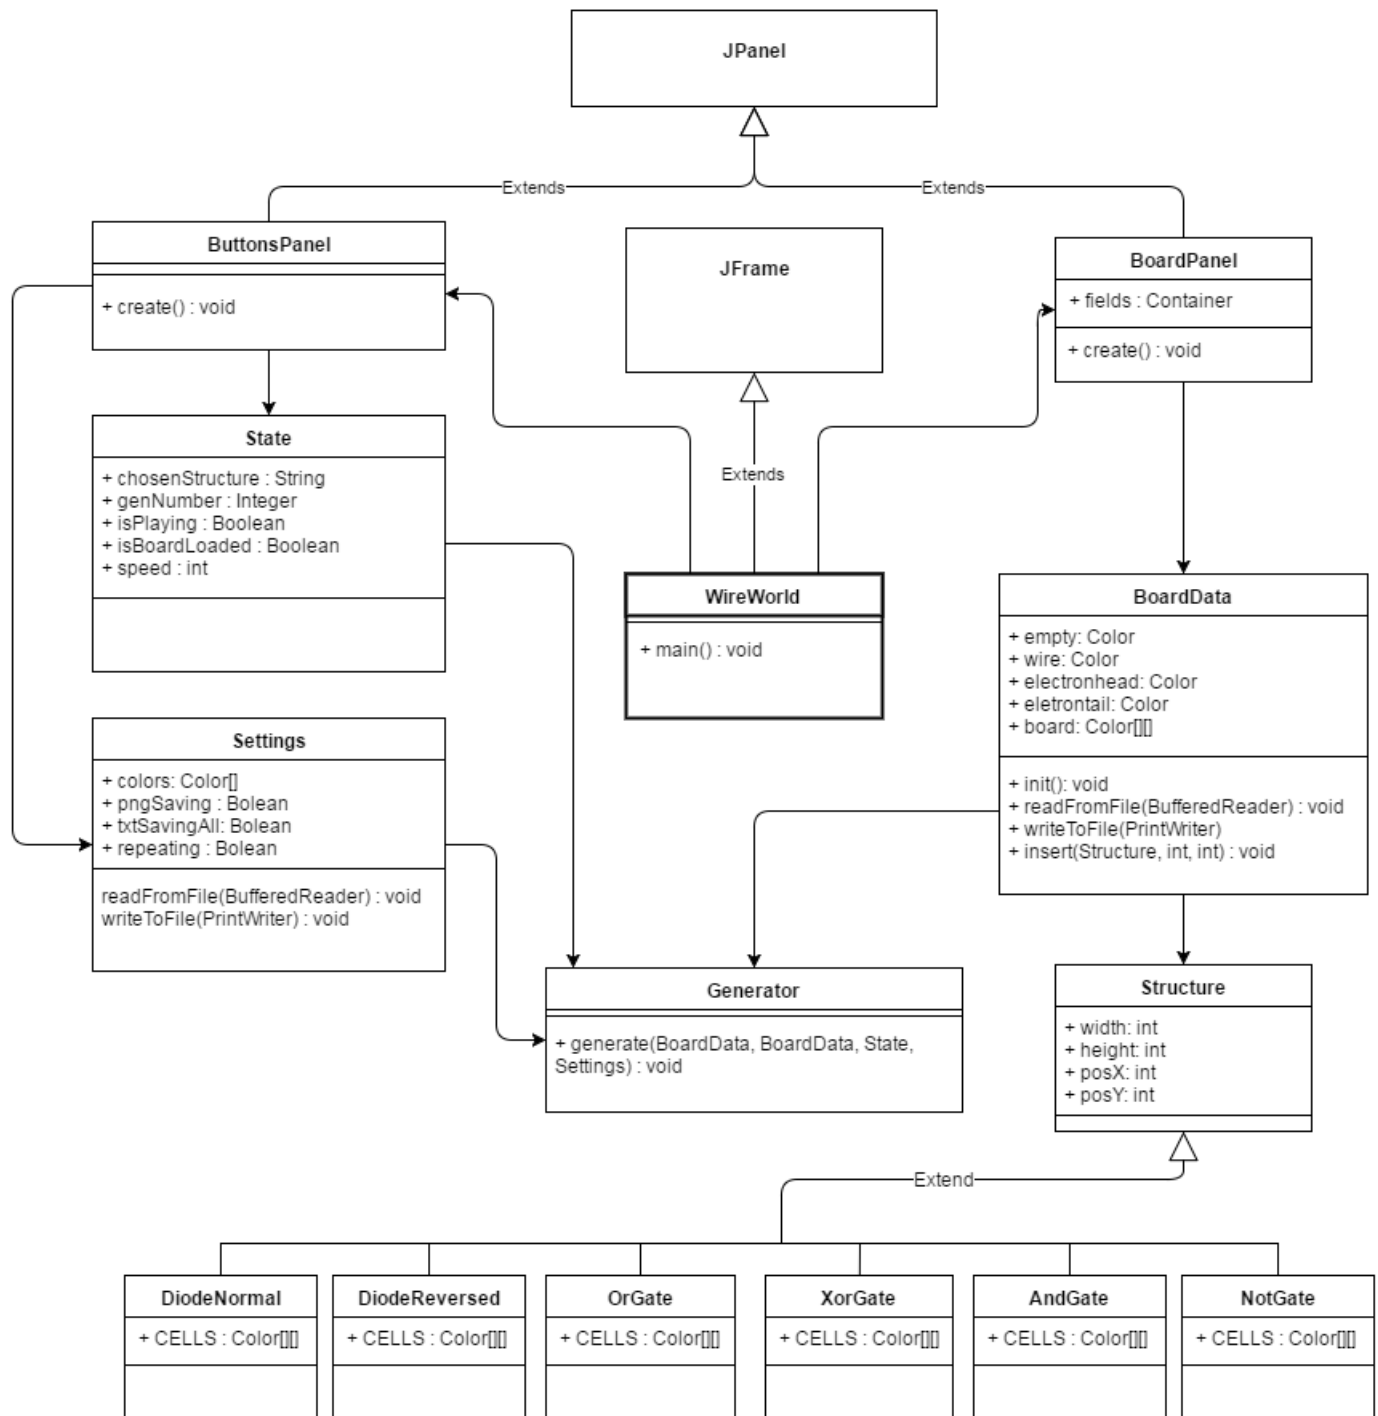 JPanel
Extends
Extends
ButtonsPanel
+ create() : void
JFrame
BoardPanel
+ fields : Container
+ create() : void
State
+ chosenStructure : String
+ genNumber : Integer
+ isPlaying : Boolean
+ isBoardLoaded : Boolean
+ speed : int
Extends
WireWorld
+ main() : void
BoardData
+ empty: Color
+ wire: Color
+ electronhead: Color
+ eletrontail: Color
+ board: Color[][]
+ init(): void
+ readFromFile(BufferedReader) : void
+ writeToFile(PrintWriter)
+ insert(Structure, int, int) : void
Settings
+ colors: Color[]
+ pngSaving : Bolean
+ txtSavingAll: Bolean
+ repeating : Bolean
readFromFile(BufferedReader) : void
writeToFile(PrintWriter) : void
Generator
+ generate(BoardData, BoardData, State,
Settings) : void
Structure
+ width: int
+ height: int
+ posX: int
+ posY: int
Extend
DiodeNormal
+ CELLS : Color[][]
DiodeReversed
+ CELLS : Color[][]
OrGate
+ CELLS : Color[][]
XorGate
+ CELLS : Color[][]
AndGate
+ CELLS : Color[][]
NotGate
+ CELLS : Color[][]